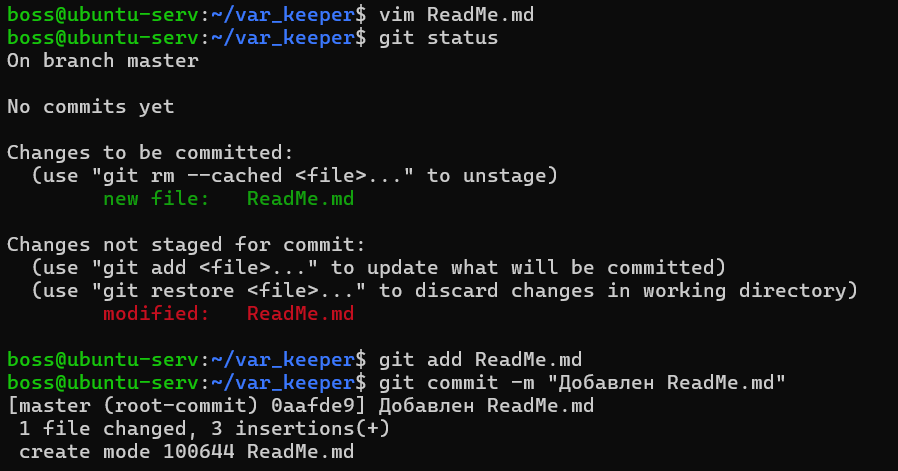 boss@ubuntu-serv:~/var_keeper$ vim ReadMe.md
boss@ubuntu-serv:~/var_keeper$ git status
On branch master
No commits yet
Changes to be committed:
  (use "git rm --cached <file>..." to unstage)
        new file:   ReadMe.md
Changes not staged for commit:
  (use "git add <file>..." to update what will be committed)
  (use "git restore <file>..." to discard changes in working directory)
        modified:   ReadMe.md
boss@ubuntu-serv:~/var_keeper$ git add ReadMe.md
boss@ubuntu-serv:~/var_keeper$ git commit -m "Добавлен ReadMe.md"
[master (root-commit) 0aafde9] Добавлен ReadMe.md
 1 file changed, 3 insertions(+)
 create mode 100644 ReadMe.md